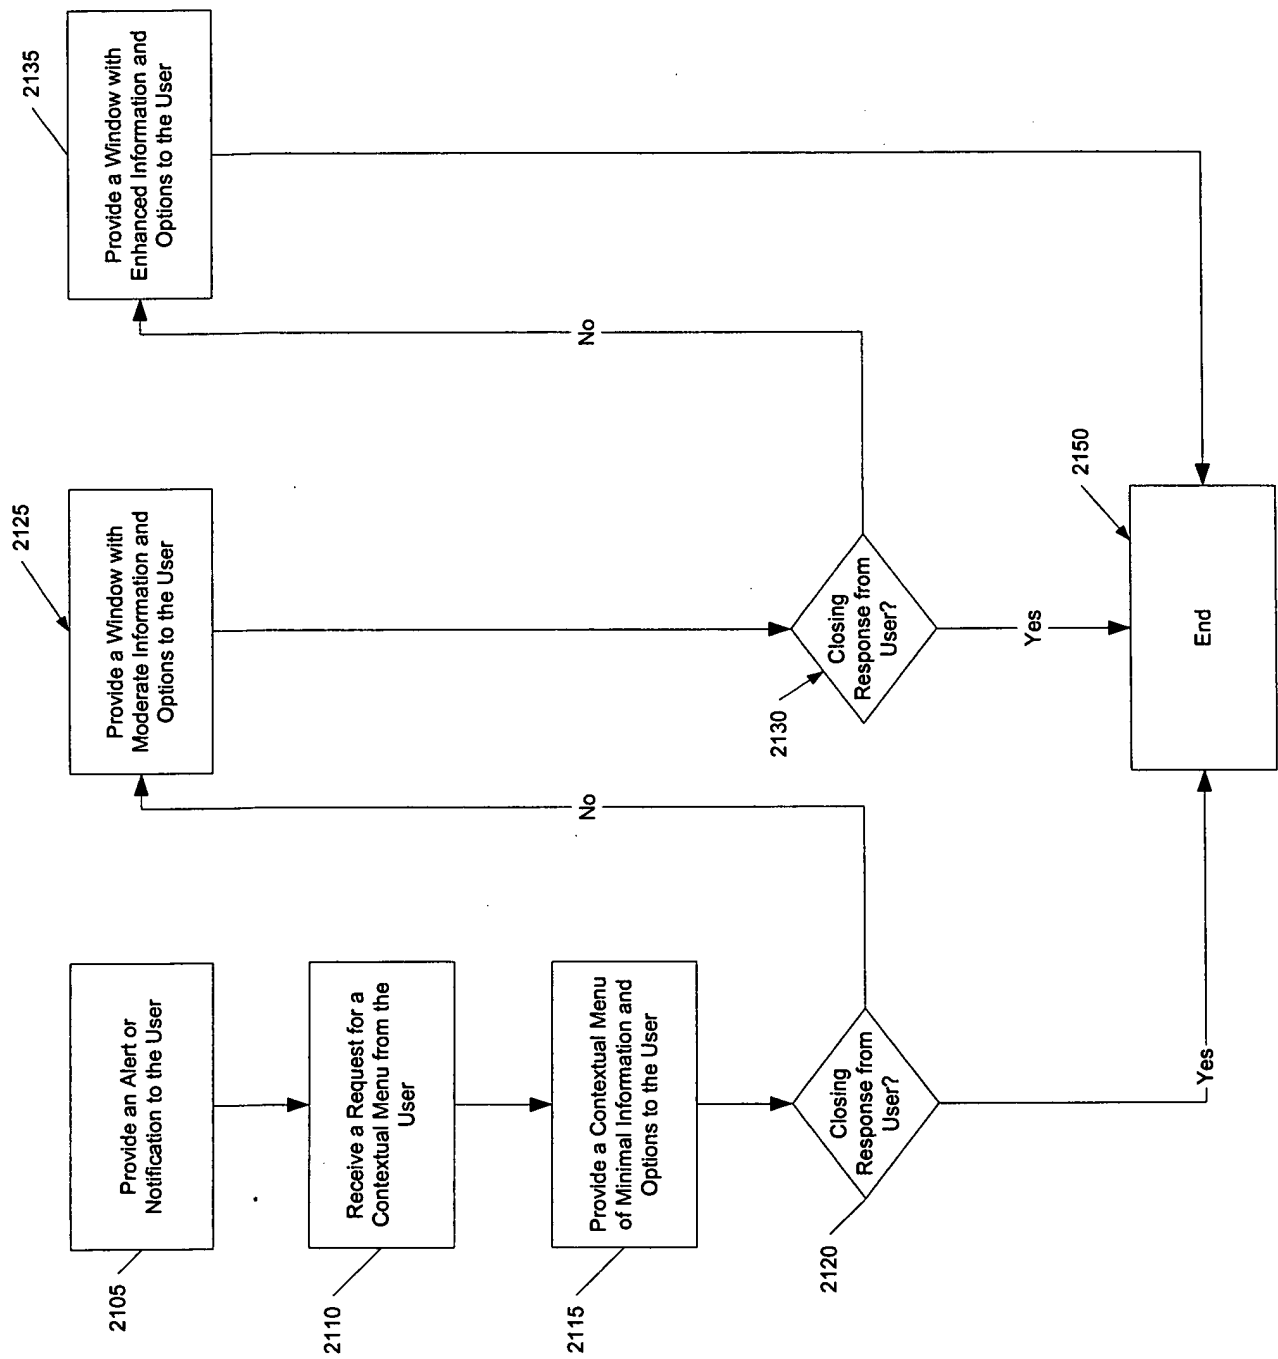 2105
Provide an Alert or
Notification to the User
2110
Receive a Request for a
Contextual Menu from the
User
2115
Provide a Contextual Menu
of Minimal Information and
Options to the User
2120
Closing
Response from
User?
No
Yes
2125
Provide a Window with
Moderate Information and
Options to the User
2130
Closing
Response from
User?
No
Yes
2135
Provide a Window with
Enhanced Information and
Options to the User
2150
End